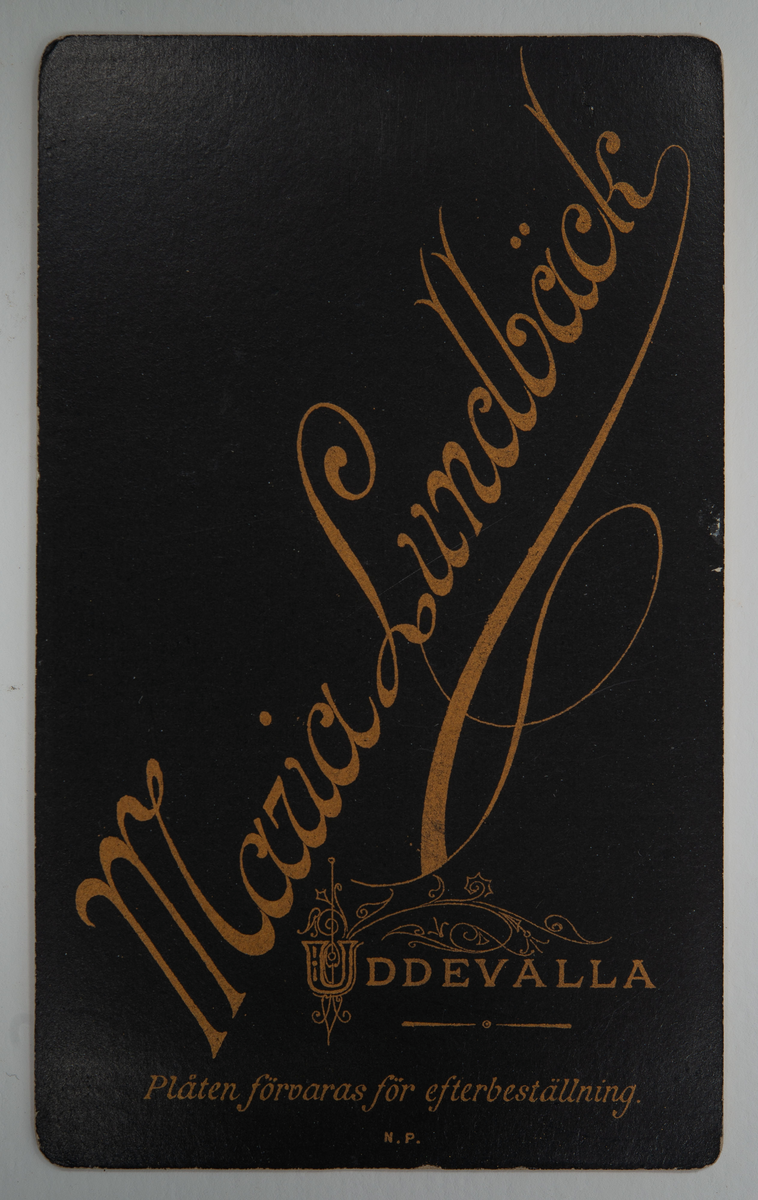 Maria Lundbäck
UDDEVALLA
Plåten förvaras för efterbeställning.
N. P.